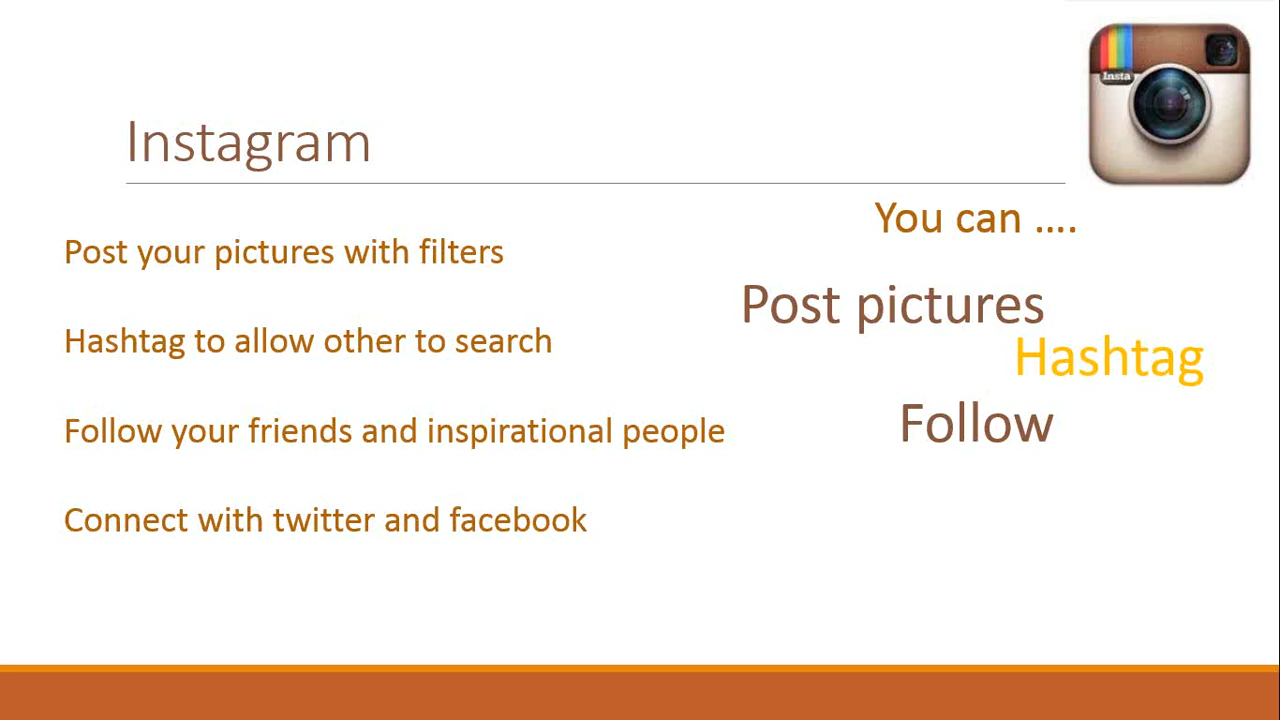 Insta
Instagram
You can ....
Post your pictures with filters
Post pictures
Hashtag to allow other to search
Hashtag
Follow your friends and inspirational people
Follow
Connect with twitter and facebook